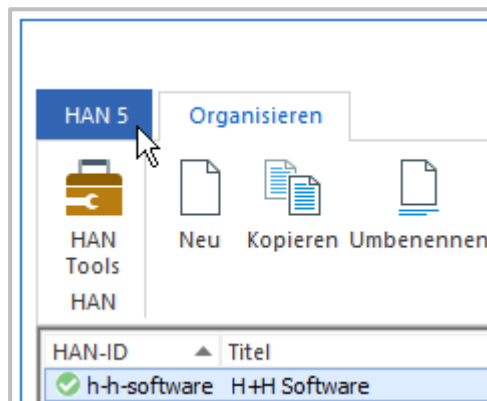 HAN 5 Organisieren
HAN Tools
Neu Kopieren Umbenennen
HAN
HAN-ID Titel
h-h-software H+H Software